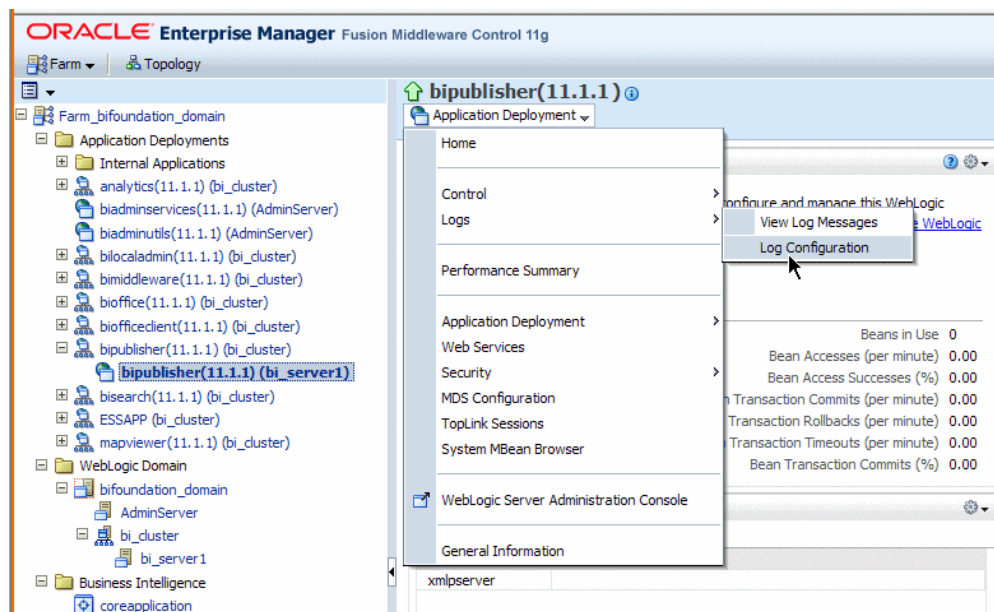 ORACLE Enterprise Manager Fusion Middleware Control 11g
Farm
Topology
Farm_bifoundation_domain
Application Deployments
Internal Applications
analytics(11.1.1) (bi_cluster)
biadminservices(11.1.1) (AdminServer)
biadminutils(11.1.1) (AdminServer)
bilocaladmin(11.1.1) (bi_cluster)
bimiddleware(11.1.1) (bi_cluster)
bioffice(11.1.1) (bi_cluster)
biofficeclient(11.1.1) (bi_cluster)
bipublisher(11.1.1) (bi_cluster)
bipublisher(11.1.1) (bi_server1)
bisearch(11.1.1) (bi_cluster)
ESSAPP (bi_cluster)
mapviewer(11.1.1) (bi_cluster)
WebLogic Domain
bifoundation_domain
AdminServer
bi_cluster
bi_server1
Business Intelligence
coreapplication
bipublisher(11.1.1)
Application Deployment
Home
Control
Logs
Performance Summary
Application Deployment
Web Services
Security
MDS Configuration
TopLink Sessions
System MBean Browser
WebLogic Server Administration Console
General Information
View Log Messages
Log Configuration
configure and manage this WebLogic
WebLogic
Beans in Use 0
Bean Accesses (per minute) 0.00
Bean Access Successes (%) 0.00
Transaction Commits (per minute) 0.00
Transaction Rollbacks (per minute) 0.00
Transaction Timeouts (per minute) 0.00
Bean Transaction Commits (%) 0.00
xmlpserver